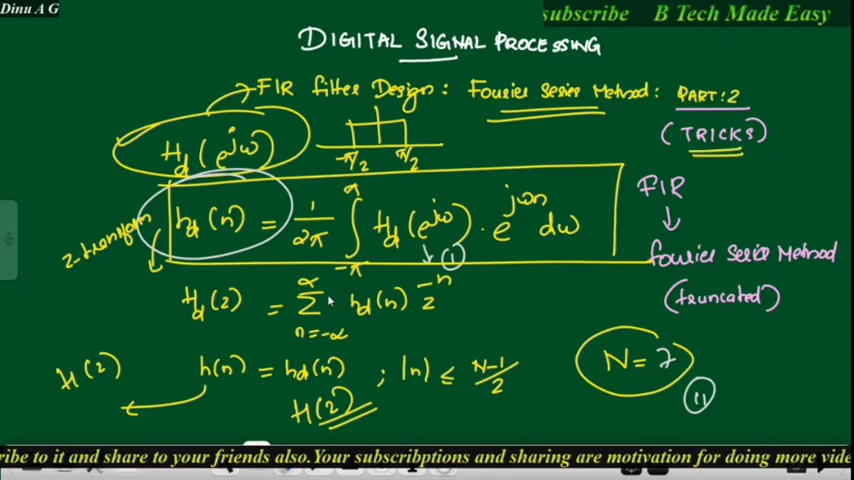 Dinu A G
subscribe B Tech Made Easy
DIGITAL SIGNAL PROCESSING
FIR Filter Design: Fourier Series Method: PART:2
(TRICKS)
Hd(e^jω)
-π/2 π/2
FIR
hd(n) = 1/2π ∫_{-π}^{π} Hd(e^jω) · e^jωn dω
①
Fourier Series Method
(truncated)
z-transform
Hd(z) = Σ_{n=-α}^{α} hd(n) z^-n
H(z) h(n) = hd(n) ; |n| ≤ N-1/2
N=7
H(z)
11
ribe to it and share to your friends also.Your subscribptions and sharing are motivation for doing more vide